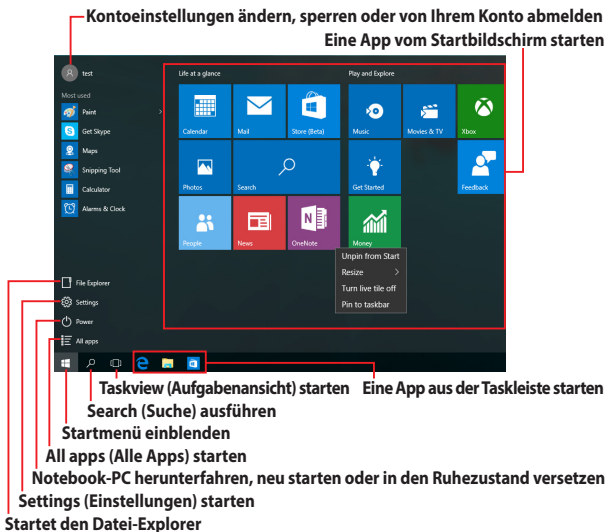 Kontoeinstellungen ändern, sperren oder von Ihrem Konto abmelden
Eine App vom Startbildschirm starten
test
Most used
Paint
Get Skype
Maps
Snipping Tool
Calculator
Alarms & Clock
File Explorer
Settings
Power
All apps
Life at a glance
Play and Explore
Calendar
Mail
Store (Beta)
Music
Movies & TV
Xbox
Photos
Search
Get Started
Feedback
People
News
OneNote
Money
Unpin from Start
Resize
Turn live tile off
Pin to taskbar
Taskview (Aufgabenansicht) starten
Eine App aus der Taskleiste starten
Search (Suche) ausführen
Startmenü einblenden
All apps (Alle Apps) starten
Notebook-PC herunterfahren, neu starten oder in den Ruhezustand versetzen
Settings (Einstellungen) starten
Startet den Datei-Explorer